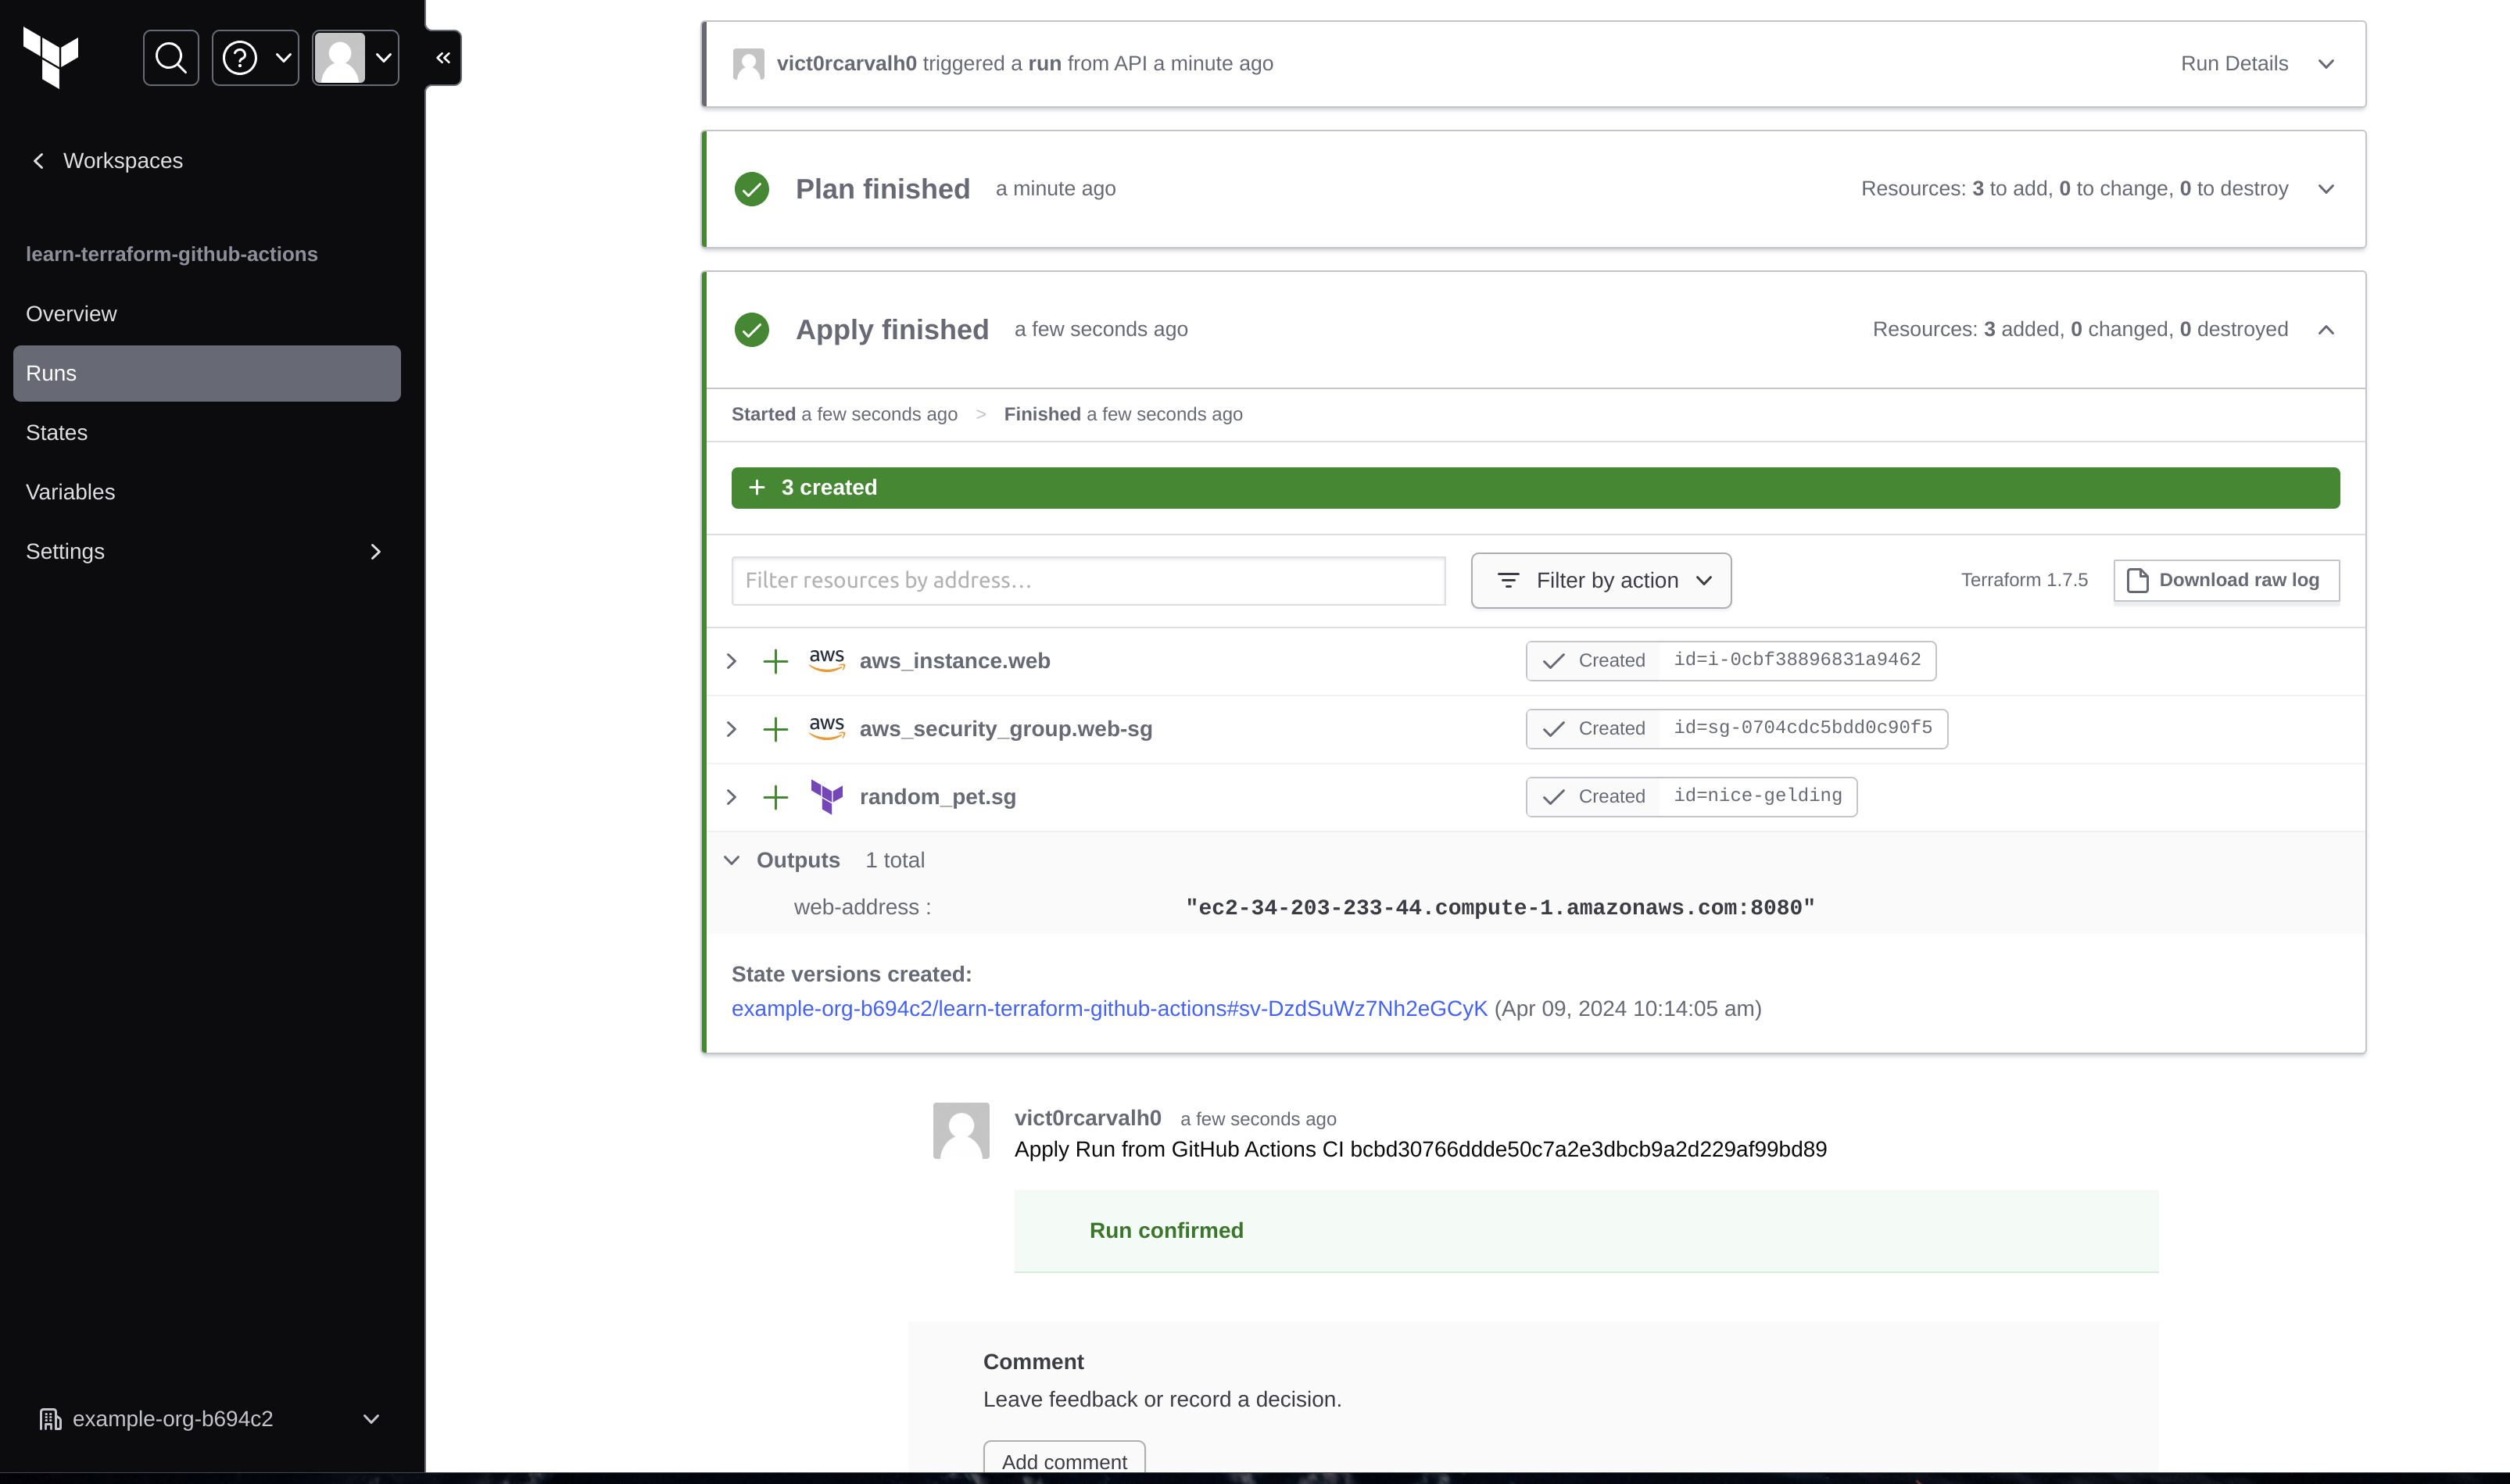 vict0rcarvalh0 triggered a run from API a minute ago
Run Details
Workspaces
learn-terraform-github-actions
Overview
Runs
States
Variables
Settings
example-org-b694c2
Plan finished a minute ago
Resources: 3 to add, 0 to change, 0 to destroy
Apply finished a few seconds ago
Resources: 3 added, 0 changed, 0 destroyed
Started a few seconds ago > Finished a few seconds ago
+ 3 created
Filter resources by address…
Filter by action
Terraform 1.7.5
Download raw log
aws aws_instance.web Created id=i-0cbf38896831a9462
aws aws_security_group.web-sg Created id=sg-0704cdc5bdd0c90f5
random_pet.sg Created id=nice-gelding
Outputs 1 total
web-address : "ec2-34-203-233-44.compute-1.amazonaws.com:8080"
State versions created:
example-org-b694c2/learn-terraform-github-actions#sv-DzdSuWz7Nh2eGCyK (Apr 09, 2024 10:14:05 am)
vict0rcarvalh0 a few seconds ago
Apply Run from GitHub Actions CI bcbd30766ddde50c7a2e3dbcb9a2d229af99bd89
Run confirmed
Comment
Leave feedback or record a decision.
Add comment